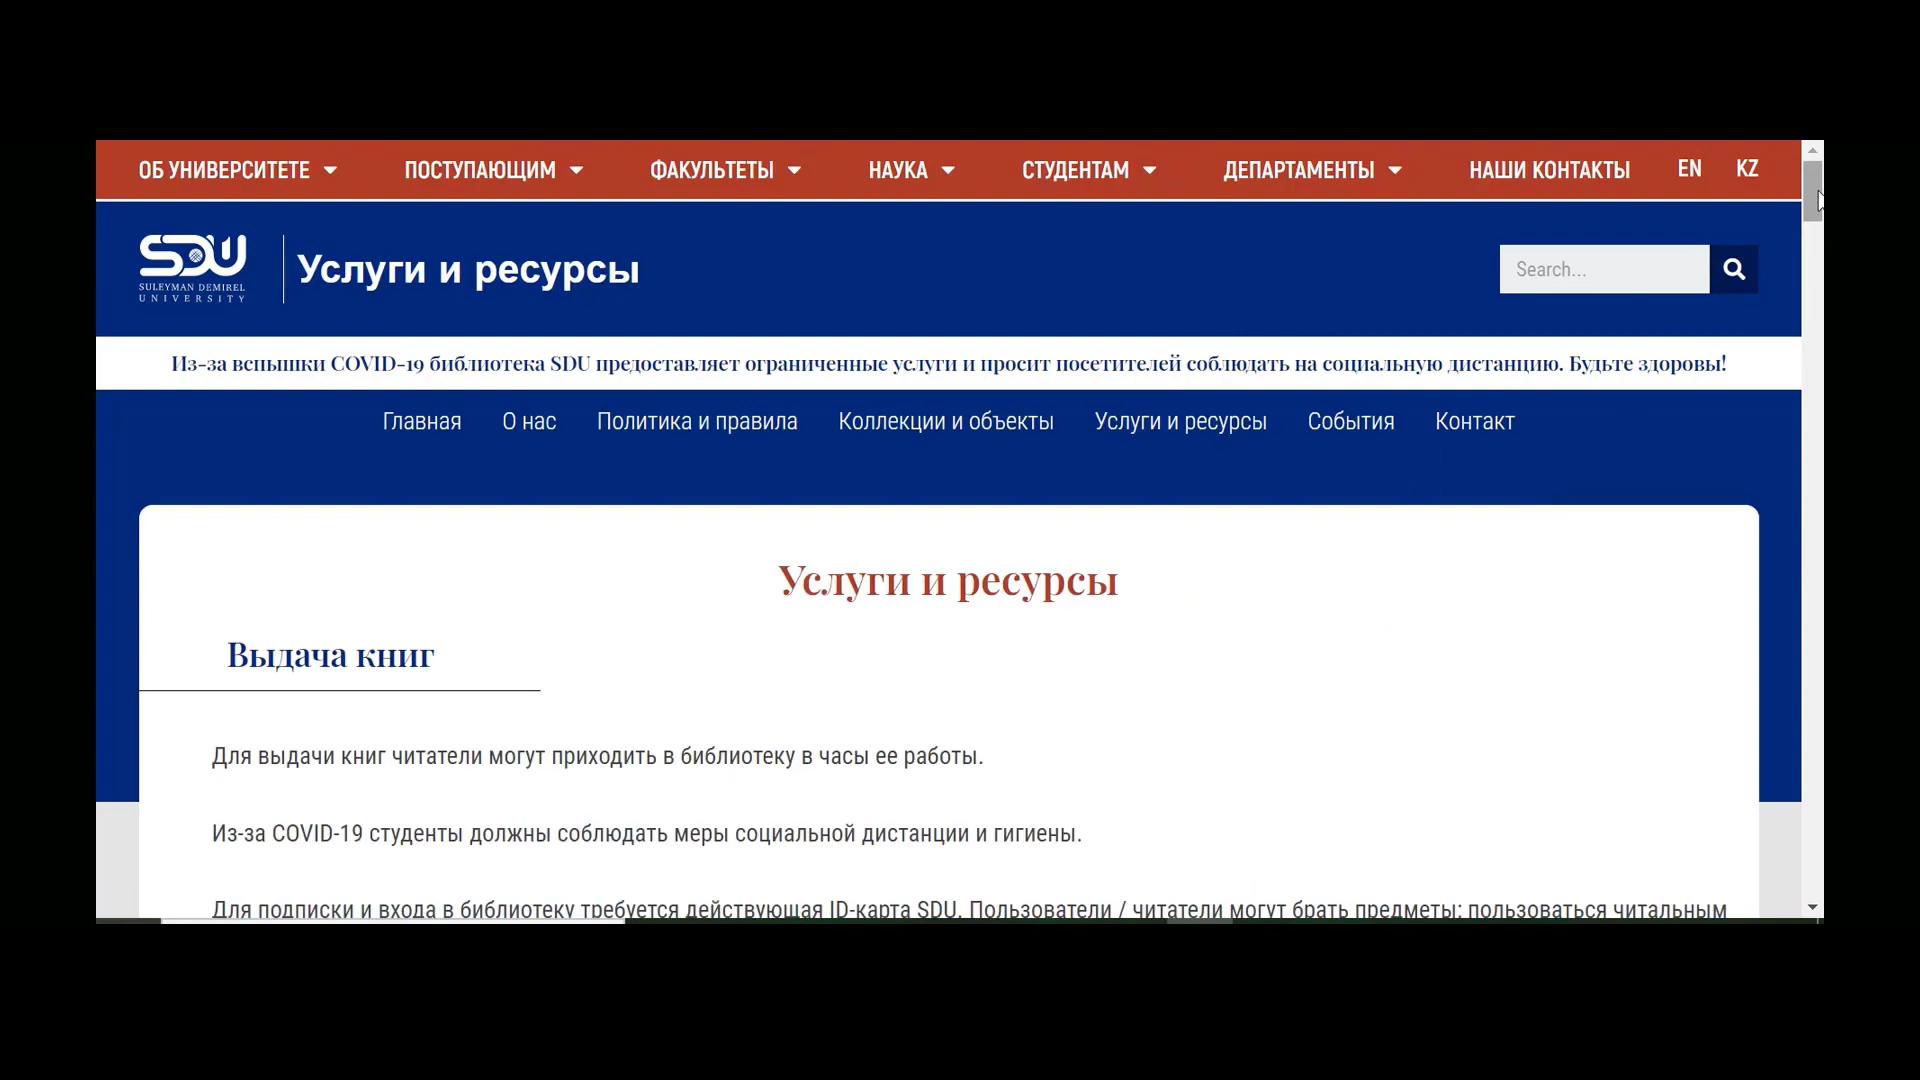 ОБ УНИВЕРСИТЕТЕ ПОСТУПАЮЩИМ ФАКУЛЬТЕТЫ НАУКА СТУДЕНТАМ ДЕПАРТАМЕНТЫ НАШИ КОНТАКТЫ EN KZ
SDU
SULEYMAN DEMIREL
UNIVERSITY
Услуги и ресурсы
Search...
Из-за вспышки COVID-19 библиотека SDU предоставляет ограниченные услуги и просит посетителей соблюдать на социальную дистанцию. Будьте здоровы!
Главная О нас Политика и правила Коллекции и объекты Услуги и ресурсы События Контакт
Услуги и ресурсы
Выдача книг
Для выдачи книг читатели могут приходить в библиотеку в часы ее работы.
Из-за COVID-19 студенты должны соблюдать меры социальной дистанции и гигиены.
Для подписки и входа в библиотеку требуется действующая ID-карта SDU. Пользователи / читатели могут брать предметы: пользоваться читальным